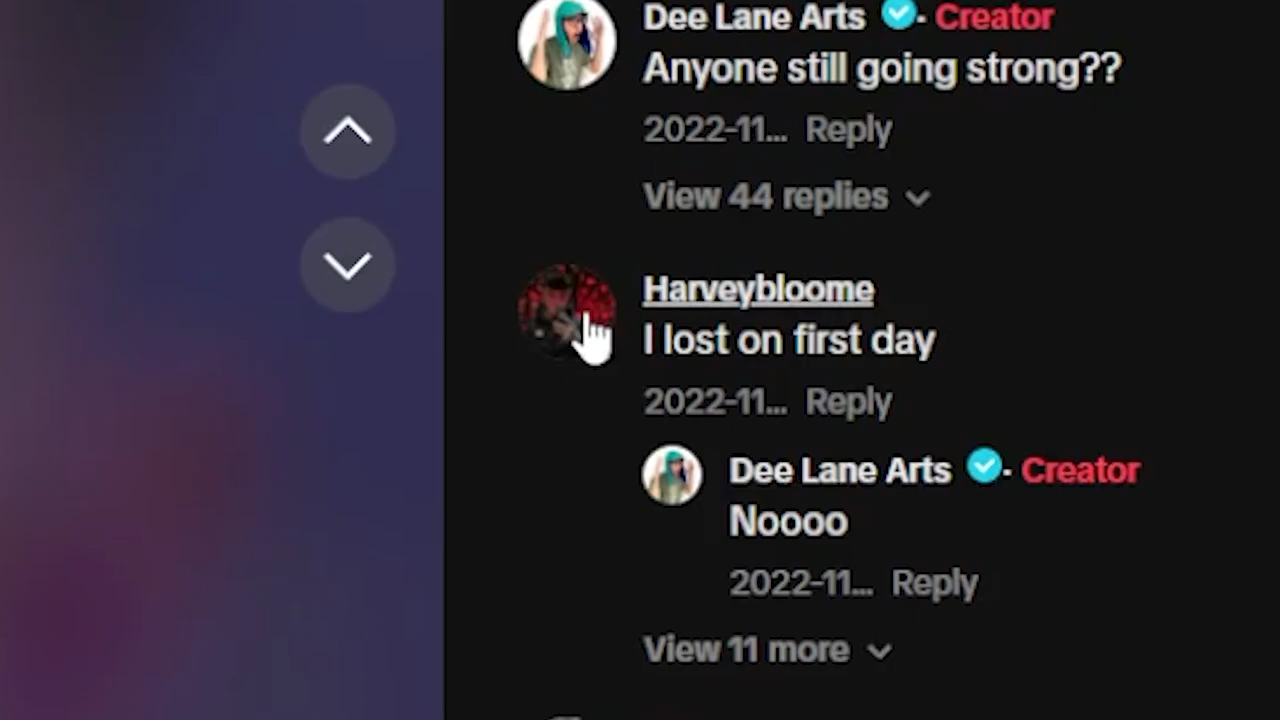 Dee Lane Arts · Creator
Anyone still going strong??
2022-11... Reply
View 44 replies
Harveybloome
I lost on first day
2022-11... Reply
Dee Lane Arts · Creator
Noooo
2022-11... Reply
View 11 more